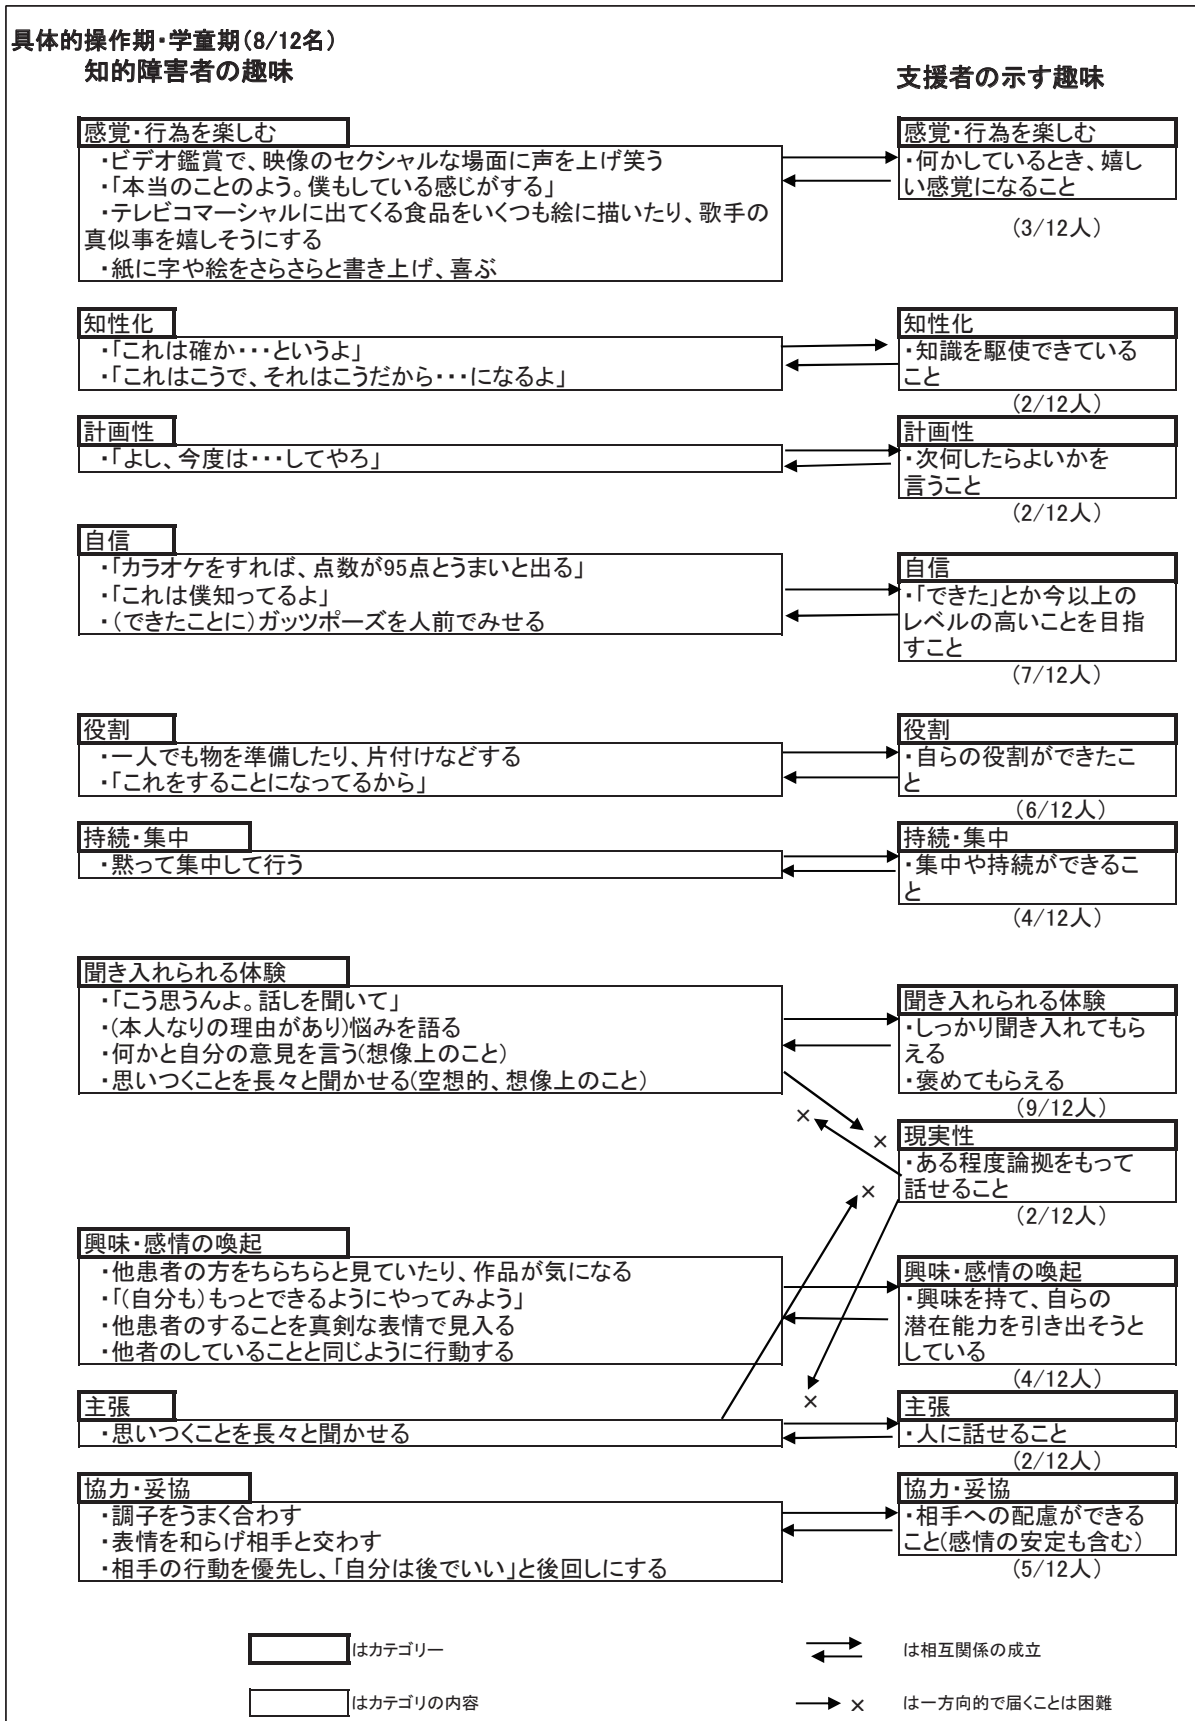 具体的操作期・学童期(8/12名)
知的障害者の趣味
支援者の示す趣味
感覚・行為を楽しむ
・ビデオ鑑賞で、映像のセクシャルな場面に声を上げ笑う
・「本当のことのよう。僕もしている感じがする」
・テレビコマーシャルに出てくる食品をいくつも絵に描いたり、歌手の
真似事を嬉しそうにする
・紙に字や絵をさらさらと書き上げ、喜ぶ
感覚・行為を楽しむ
・何かしているとき、嬉し
い感覚になること
(3/12人)
知性化
・「これは確か・・・というよ」
・「これはこうで、それはこうだから・・・になるよ」
知性化
・知識を駆使できている
こと
(2/12人)
計画性
・「よし、今度は・・・してやろ」
計画性
・次何したらよいかを
言うこと
(2/12人)
自信
・「カラオケをすれば、点数が95点とうまいと出る」
・「これは僕知ってるよ」
・(できたことに)ガッツポーズを人前でみせる
自信
・「できた」とか今以上の
レベルの高いことを目指
すこと
(7/12人)
役割
・一人でも物を準備したり、片付けなどする
・「これをすることになってるから」
役割
・自らの役割ができたこ
と
(6/12人)
持続・集中
・黙って集中して行う
持続・集中
・集中や持続ができるこ
と
(4/12人)
聞き入れられる体験
・「こう思うんよ。話しを聞いて」
・(本人なりの理由があり)悩みを語る
・何かと自分の意見を言う(想像上のこと)
・思いつくことを長々と聞かせる(空想的、想像上のこと)
聞き入れられる体験
・しっかり聞き入れてもら
える
・褒めてもらえる
(9/12人)
×
×
現実性
・ある程度論拠をもって
話せること
(2/12人)
×
興味・感情の喚起
・他患者の方をちらちらと見ていたり、作品が気になる
・「(自分も)もっとできるようにやってみよう」
・他患者のすることを真剣な表情で見入る
・他者のしていることと同じように行動する
興味・感情の喚起
・興味を持て、自らの
潜在能力を引き出そうと
している
(4/12人)
×
主張
・思いつくことを長々と聞かせる
主張
・人に話せること
(2/12人)
協力・妥協
・調子をうまく合わす
・表情を和らげ相手と交わす
・相手の行動を優先し、「自分は後でいい」と後回しにする
協力・妥協
・相手への配慮ができる
こと(感情の安定も含む)
(5/12人)
はカテゴリー
は相互関係の成立
はカテゴリの内容
× は一方向的で届くことは困難